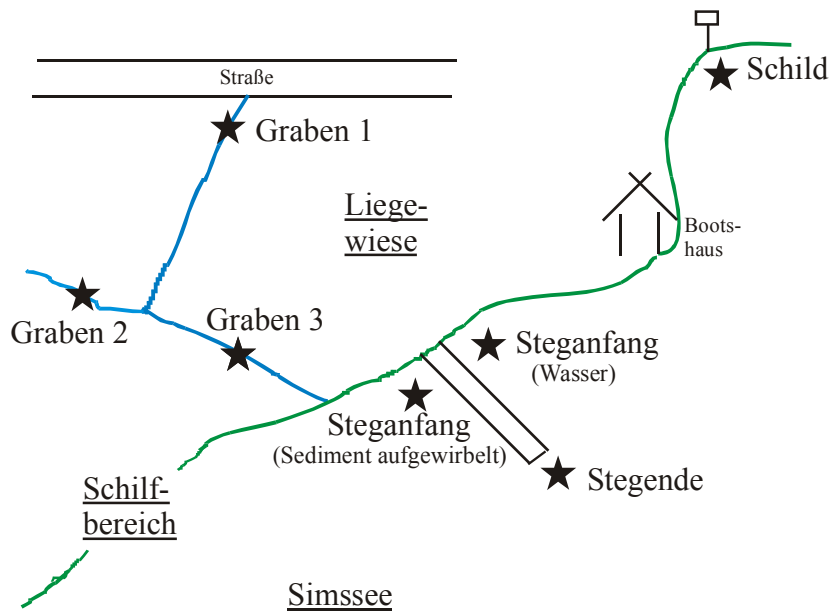 Schild
Straße
Graben 1
Liege-
wiese
Boots-
haus
Graben 2
Graben 3
Steganfang
(Wasser)
Steganfang
(Sediment aufgewirbelt)
Stegende
Schilf-
bereich
Simssee